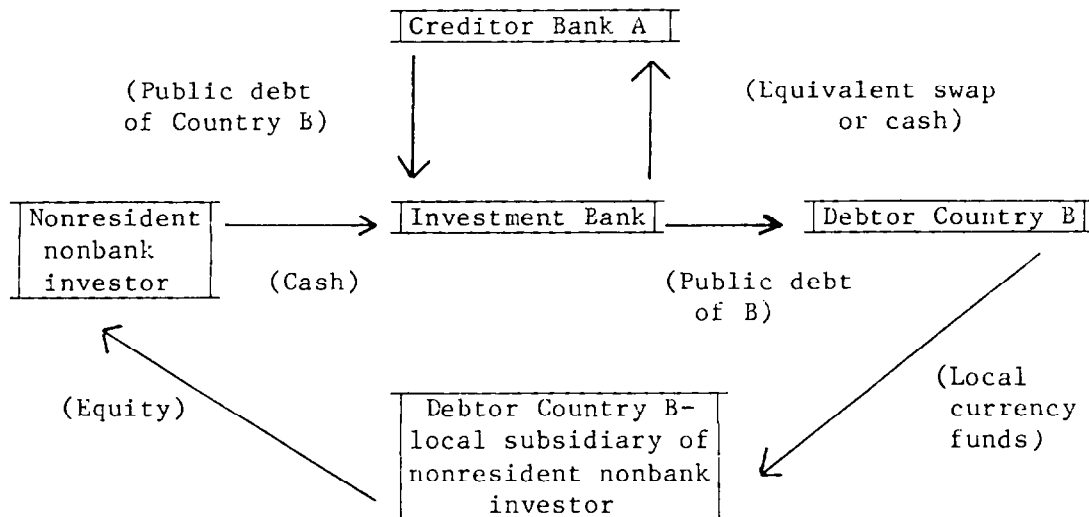 Creditor Bank A
(Public debt
of Country B)
(Equivalent swap
or cash)
Nonresident
nonbank
investor
Investment Bank
Debtor Country B
(Cash)
(Public debt
of B)
(Equity)
(Local
currency
funds)
Debtor Country B-
local subsidiary of
nonresident nonbank
investor